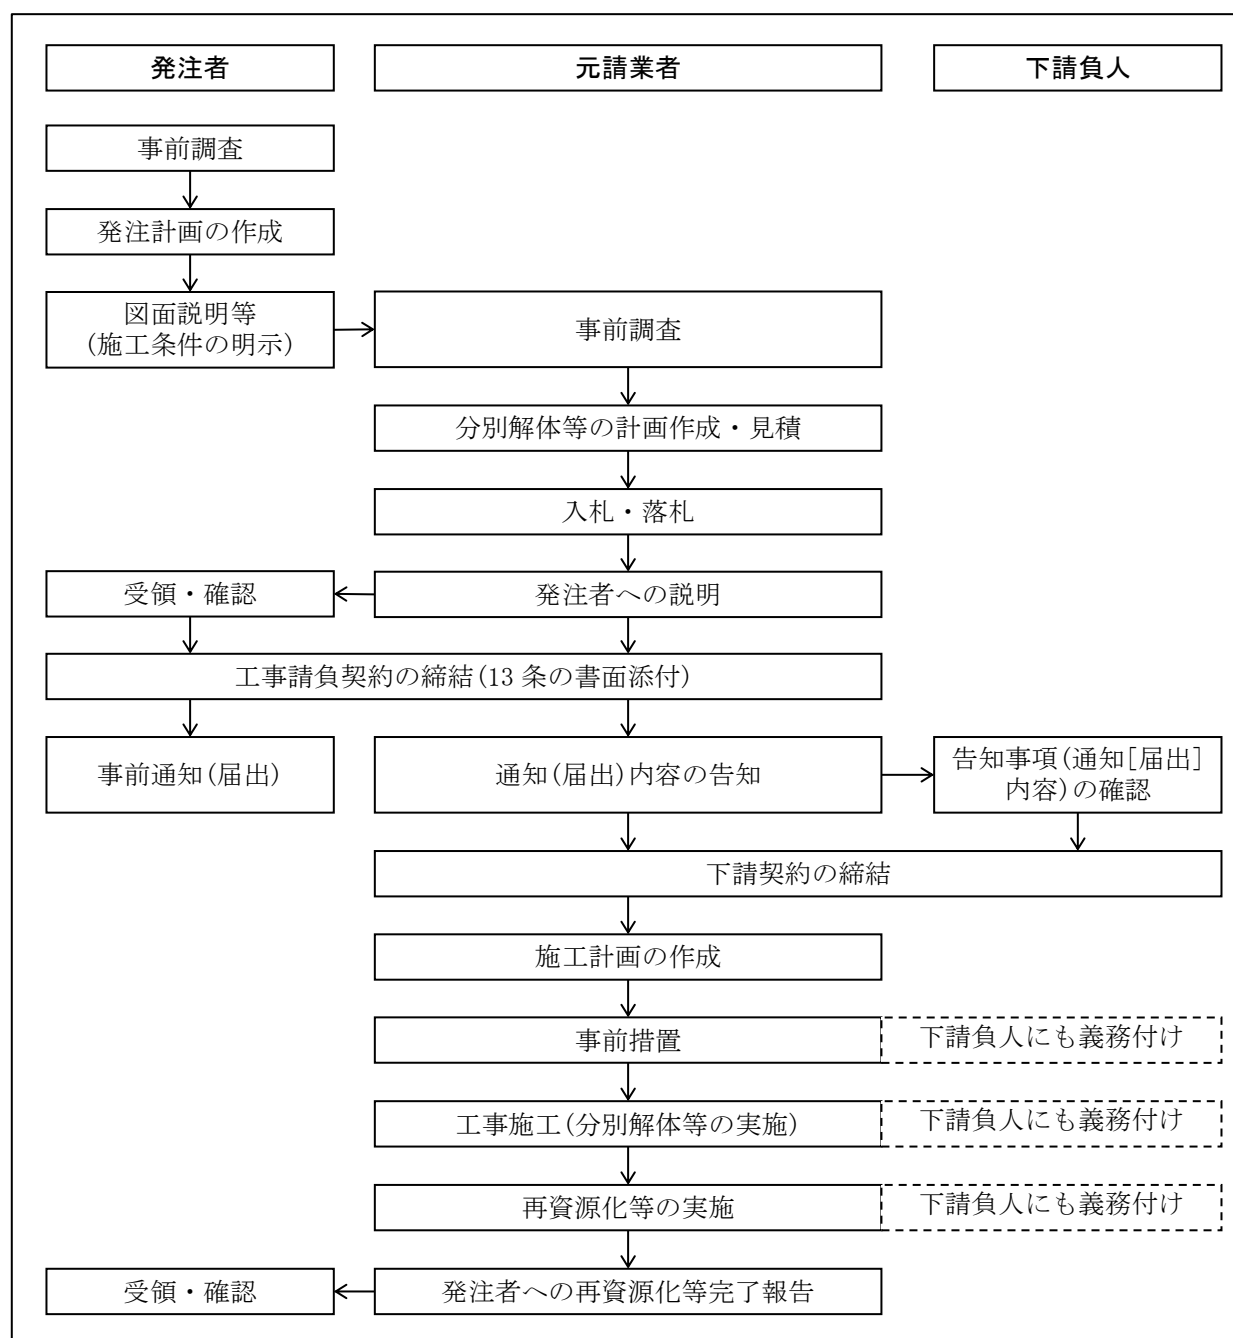 発注者
元請業者
下請負人
事前調査
発注計画の作成
図面説明等
(施工条件の明示)
事前調査
分別解体等の計画作成・見積
入札・落札
受領・確認
発注者への説明
工事請負契約の締結(13 条の書面添付)
事前通知(届出)
通知(届出)内容の告知
告知事項(通知[届出]
内容)の確認
下請契約の締結
施工計画の作成
事前措置
下請負人にも義務付け
工事施工(分別解体等の実施)
下請負人にも義務付け
再資源化等の実施
下請負人にも義務付け
受領・確認
発注者への再資源化等完了報告